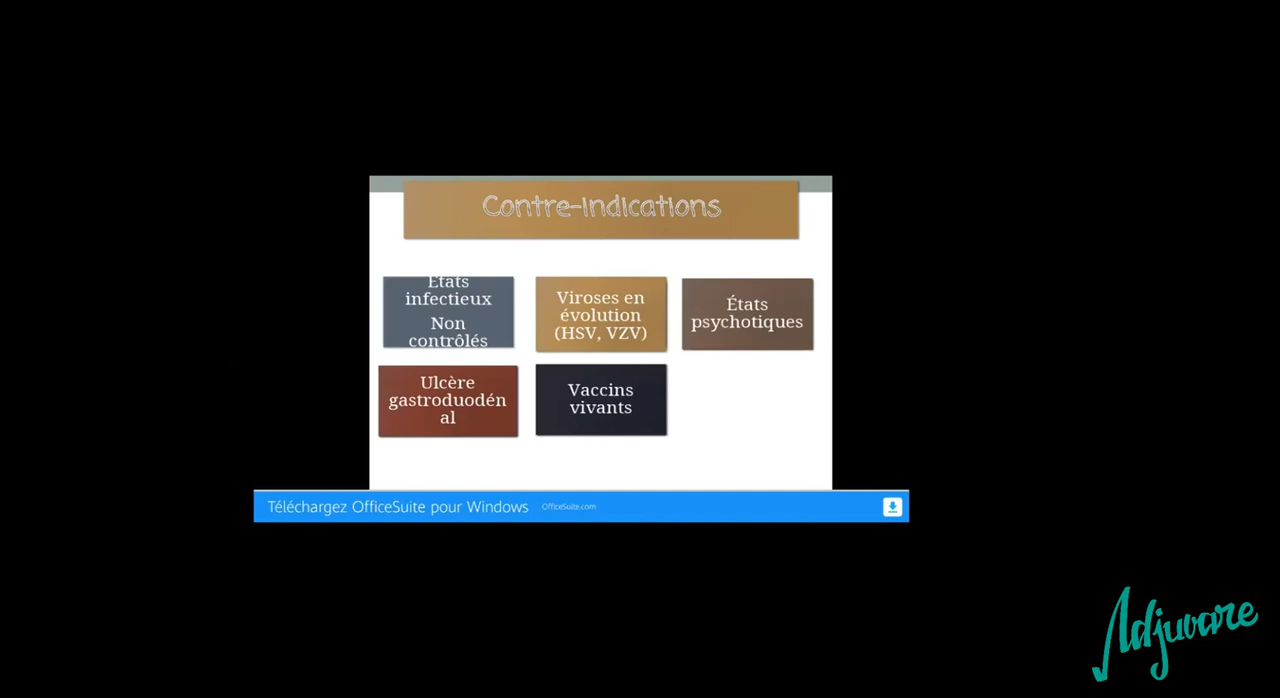 Contre-indications
États
infectieux
Non
contrôlés
Viroses en
évolution
(HSV, VZV)
États
psychotiques
Ulcère
gastroduodén
al
Vaccins
vivants
Téléchargez OfficeSuite pour Windows
OfficeSuite.com
Adjuvare